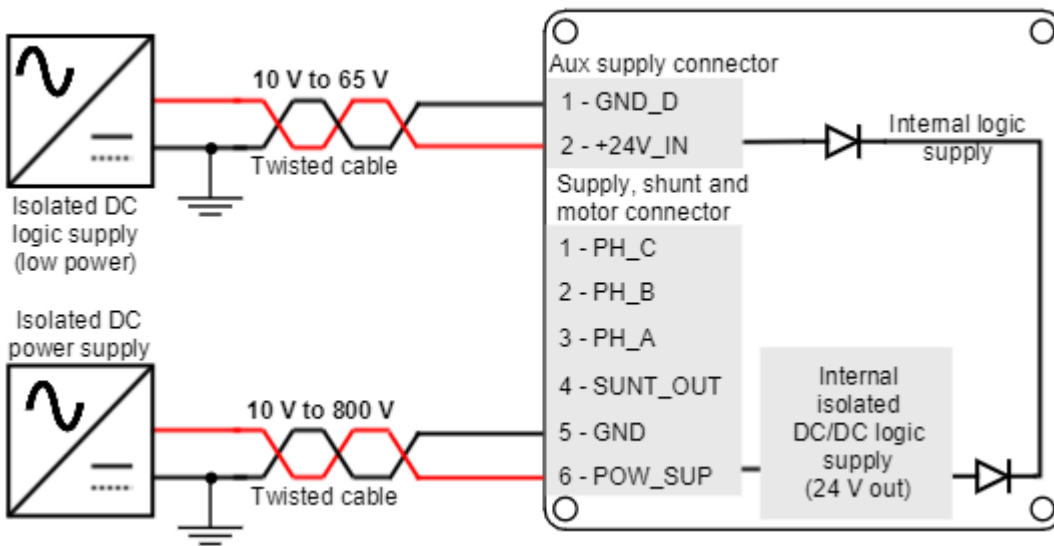 10 V to 65 V
Twisted cable
Isolated DC
logic supply
(low power)
Isolated DC
power supply
10 V to 800 V
Twisted cable
Aux supply connector
1 - GND_D
2 - +24V_IN
Internal logic
supply
Supply, shunt and
motor connector
1 - PH_C
2 - PH_B
3 - PH_A
4 - SUNT_OUT
5 - GND
6 - POW_SUP
Internal
isolated
DC/DC logic
supply
(24 V out)